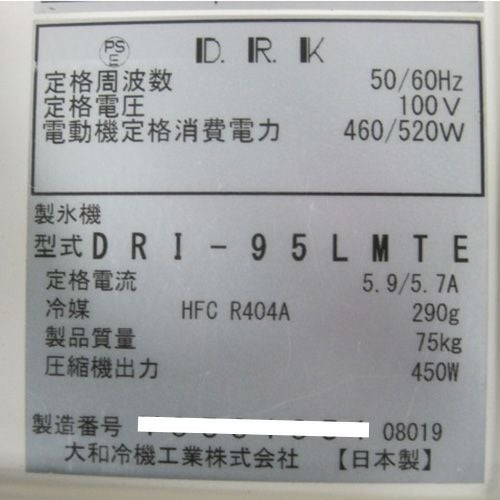 PS
E
D.R.K
定格周波数 50/60Hz
定格電圧 100V
電動機定格消費電力 460/520W
製氷機
型式 DRI-95LMTE
定格電流 5.9/5.7A
冷媒 HFC R404A 290g
製品質量 75kg
圧縮機出力 450W
製造番号 08019
大和冷機工業株式会社 【日本製】